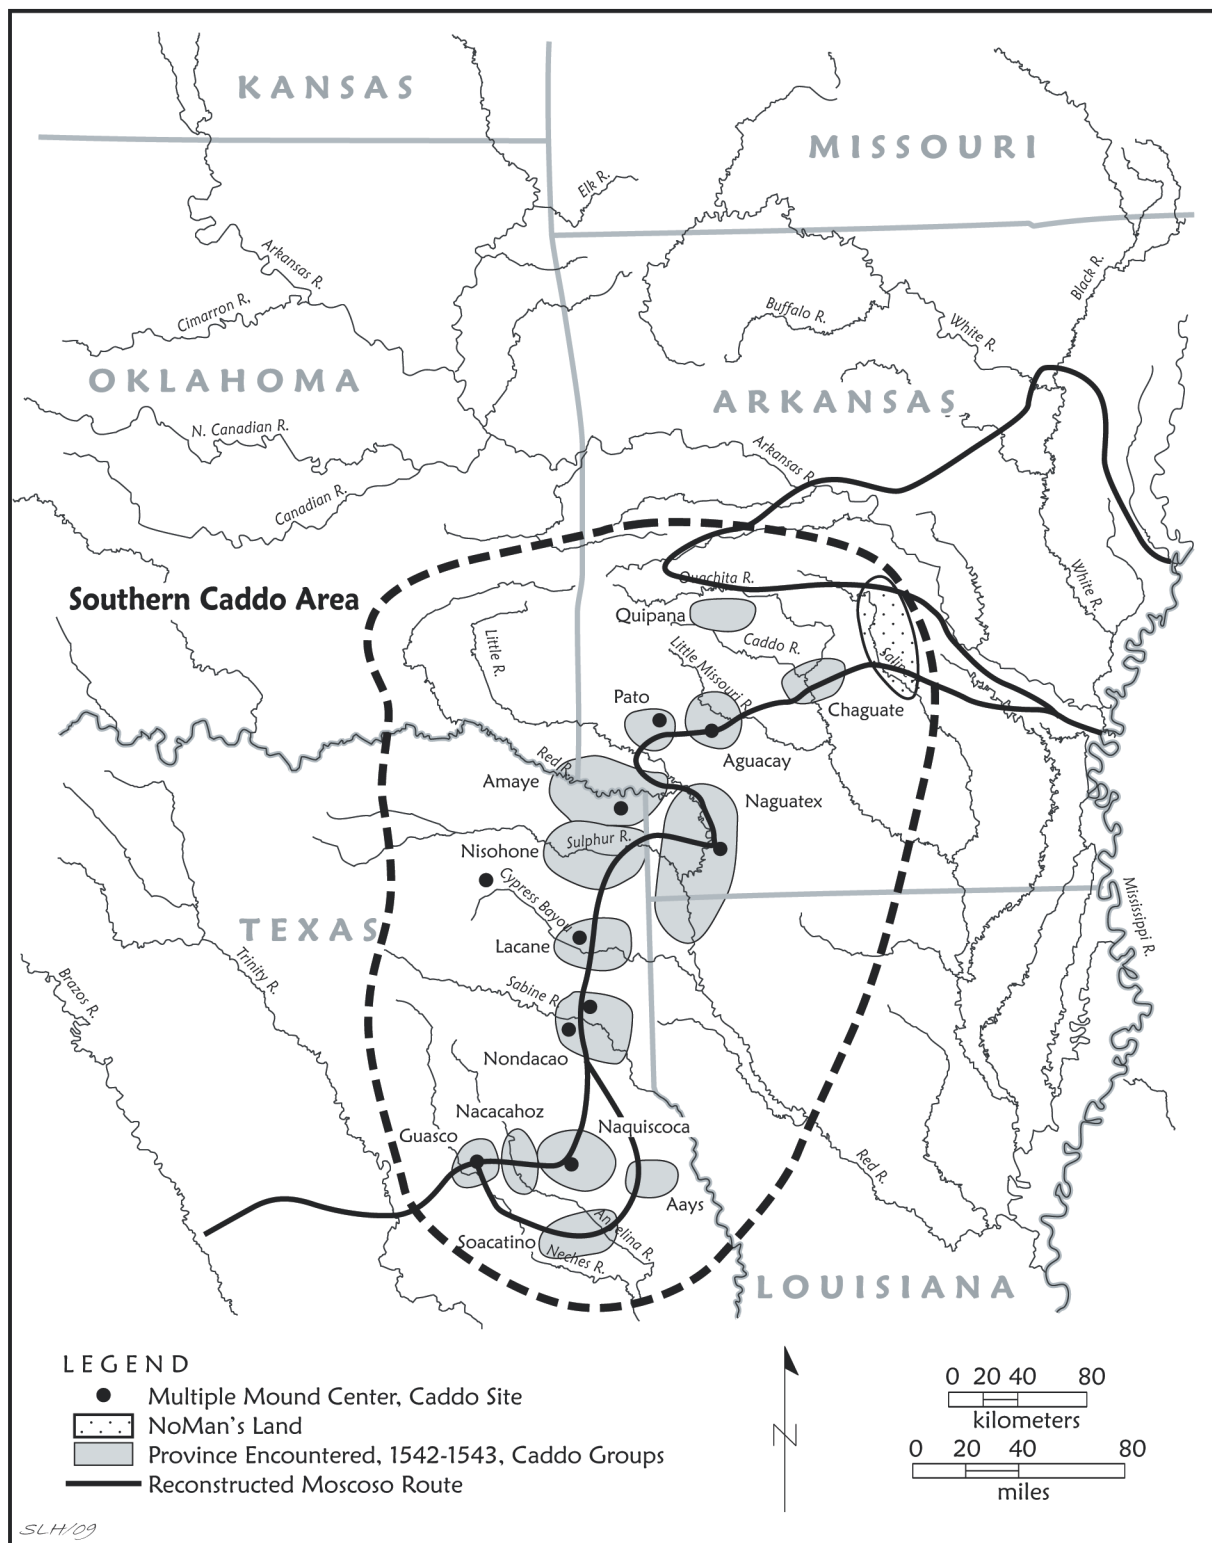 KANSAS
MISSOURI
Elk R.
Arkansas R.
Black R.
Cimarron R.
Buffalo R.
White R.
OKLAHOMA
ARKANSAS
N. Canadian R.
Arkansas R.
Canadian R.
White R.
Ouachita R.
Southern Caddo Area
Quipana
Little R.
Caddo R.
Little Missouri R.
Saline
Pato
Chaguate
Red R.
Aguacay
Amaye
Naguatex
Sulphur R.
Nisohone
Cypress Bayou
Mississippi R.
TEXAS
Lacane
Trinity R.
Brazos R.
Sabine R.
Nondacao
Nacacahoz
Naquiscoca
Guasco
Red R.
Aays
Angelina R.
Soacatino
Neches R.
LOUISIANA
LEGEND
Multiple Mound Center, Caddo Site
NoMan's Land
Province Encountered, 1542-1543, Caddo Groups
Reconstructed Moscoso Route
N
0 20 40 80
kilometers
0 20 40 80
miles
SLH/09